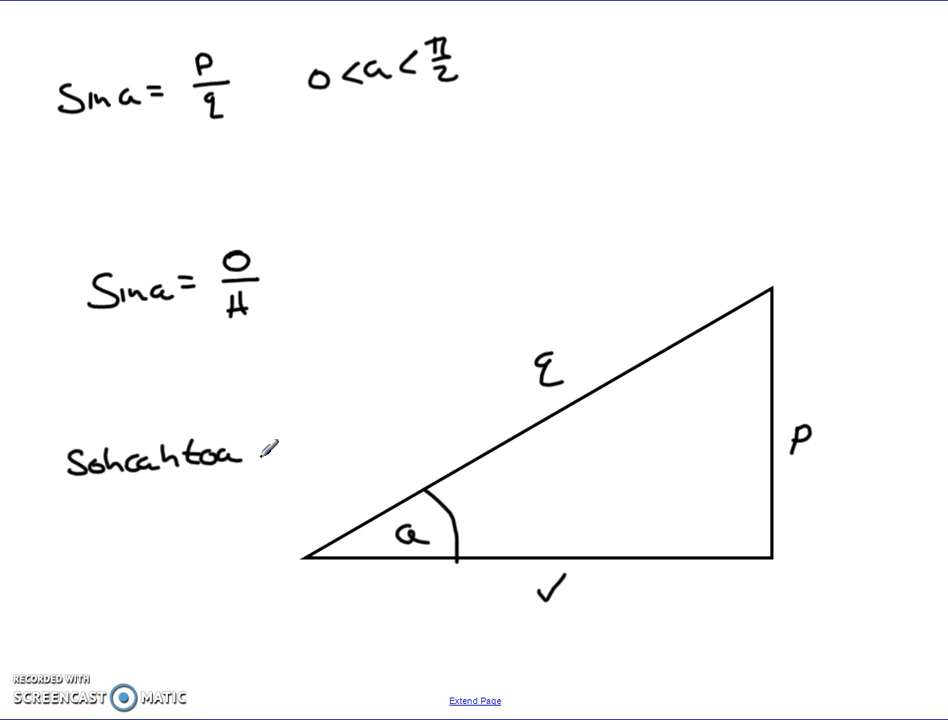 Sin a = p/q 0 < a < π/2
Sin a = O/H
q
Sohcahtoa
p
a
✓
RECORDED WITH
SCREENCAST MATIC
Extend Page